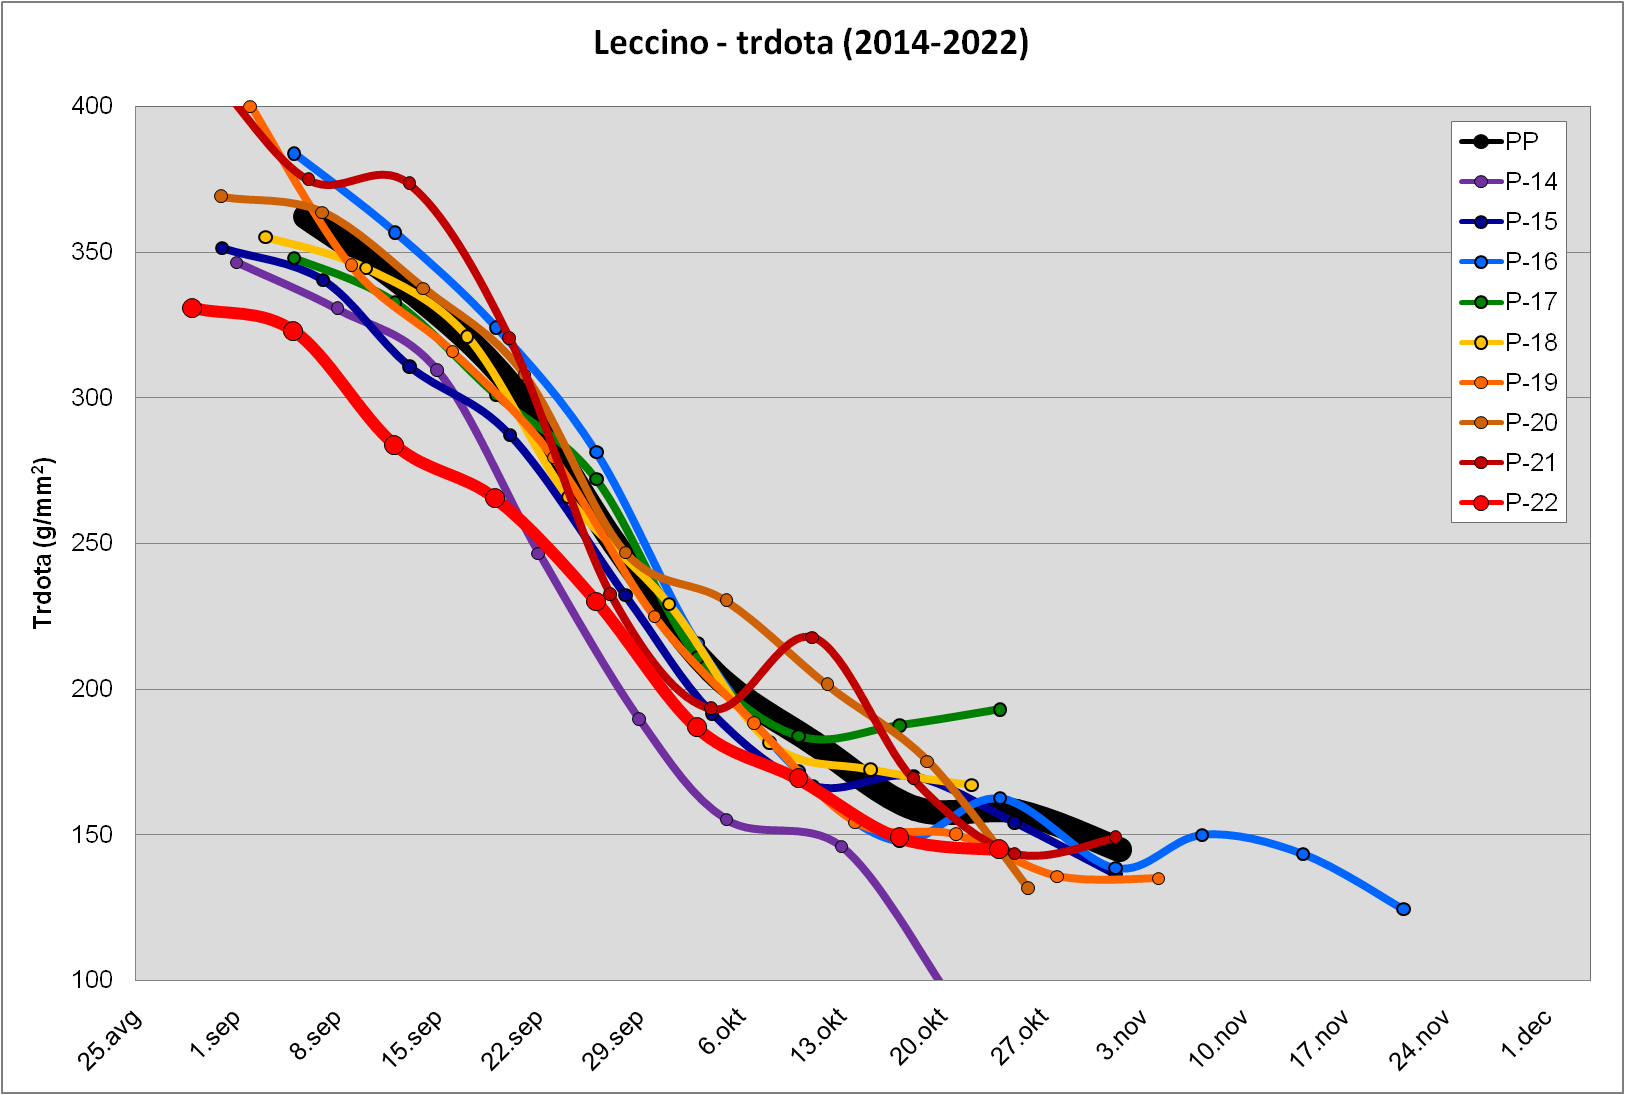 Leccino - trdota (2014-2022)
Trdota (g/mm²)
400
350
300
250
200
150
100
25.avg
1.sep
8.sep
15.sep
22.sep
29.sep
6.okt
13.okt
20.okt
27.okt
3.nov
10.nov
17.nov
24.nov
1.dec
PP
P-14
P-15
P-16
P-17
P-18
P-19
P-20
P-21
P-22